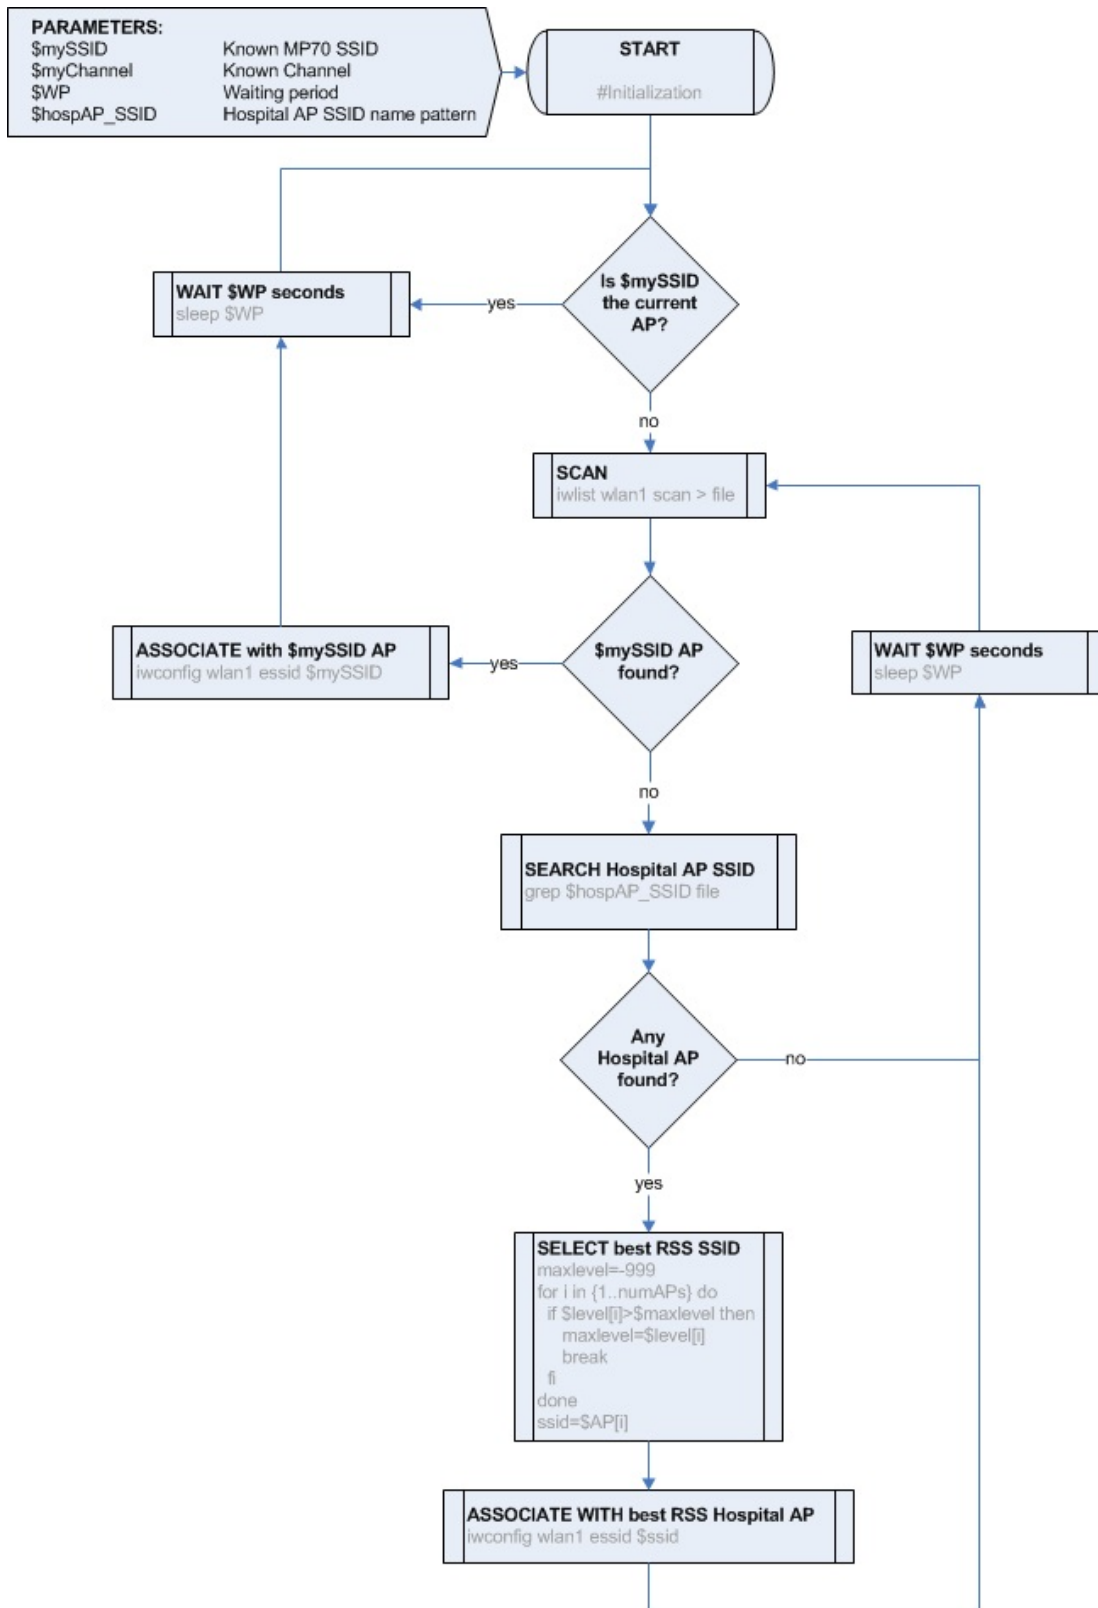 PARAMETERS:
$mySSID Known MP70 SSID
$myChannel Known Channel
$WP Waiting period
$hospAP_SSID Hospital AP SSID name pattern
START
#Initialization
Is $mySSID
the current
AP?
yes
WAIT $WP seconds
sleep $WP
no
SCAN
iwlist wlan1 scan > file
$mySSID AP
found?
yes
ASSOCIATE with $mySSID AP
iwconfig wlan1 essid $mySSID
WAIT $WP seconds
sleep $WP
no
SEARCH Hospital AP SSID
grep $hospAP_SSID file
Any
Hospital AP
found?
no
yes
SELECT best RSS SSID
maxlevel=-999
for i in {1..numAPs} do
if $level[i]>$maxlevel then
maxlevel=$level[i]
break
fi
done
ssid=$AP[i]
ASSOCIATE WITH best RSS Hospital AP
iwconfig wlan1 essid $ssid